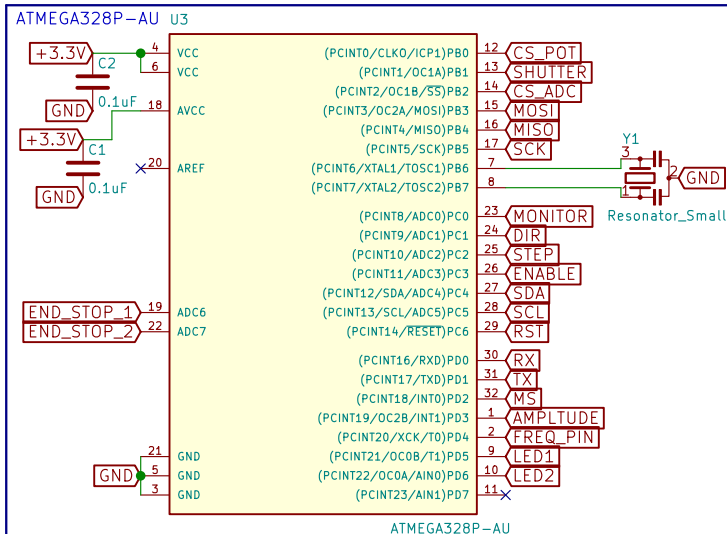 ATMEGA328P-AU U3
+3.3V 4 VCC (PCINT0/CLKO/ICP1)PB0 12 CS_POT
C2 6 VCC (PCINT1/OC1A)PB1 13 SHUTTER
0.1uF (PCINT2/OC1B/SS)PB2 14 CS_ADC
GND 18 AVCC (PCINT3/OC2A/MOSI)PB3 15 MOSI
+3.3V (PCINT4/MISO)PB4 16 MISO
C1 (PCINT5/SCK)PB5 17 SCK
20 AREF (PCINT6/XTAL1/TOSC1)PB6 7
0.1uF (PCINT7/XTAL2/TOSC2)PB7 8
GND
Y1
3
2 GND
1
Resonator_Small
(PCINT8/ADC0)PC0 23 MONITOR
(PCINT9/ADC1)PC1 24 DIR
(PCINT10/ADC2)PC2 25 STEP
(PCINT11/ADC3)PC3 26 ENABLE
(PCINT12/SDA/ADC4)PC4 27 SDA
END_STOP_1 19 ADC6 (PCINT13/SCL/ADC5)PC5 28 SCL
END_STOP_2 22 ADC7 (PCINT14/RESET)PC6 29 RST
(PCINT16/RXD)PD0 30 RX
(PCINT17/TXD)PD1 31 TX
(PCINT18/INT0)PD2 32 MS
(PCINT19/OC2B/INT1)PD3 1 AMPLTUDE
(PCINT20/XCK/T0)PD4 2 FREQ_PIN
21 GND (PCINT21/OC0B/T1)PD5 9 LED1
GND 5 GND (PCINT22/OC0A/AIN0)PD6 10 LED2
3 GND (PCINT23/AIN1)PD7 11
ATMEGA328P-AU